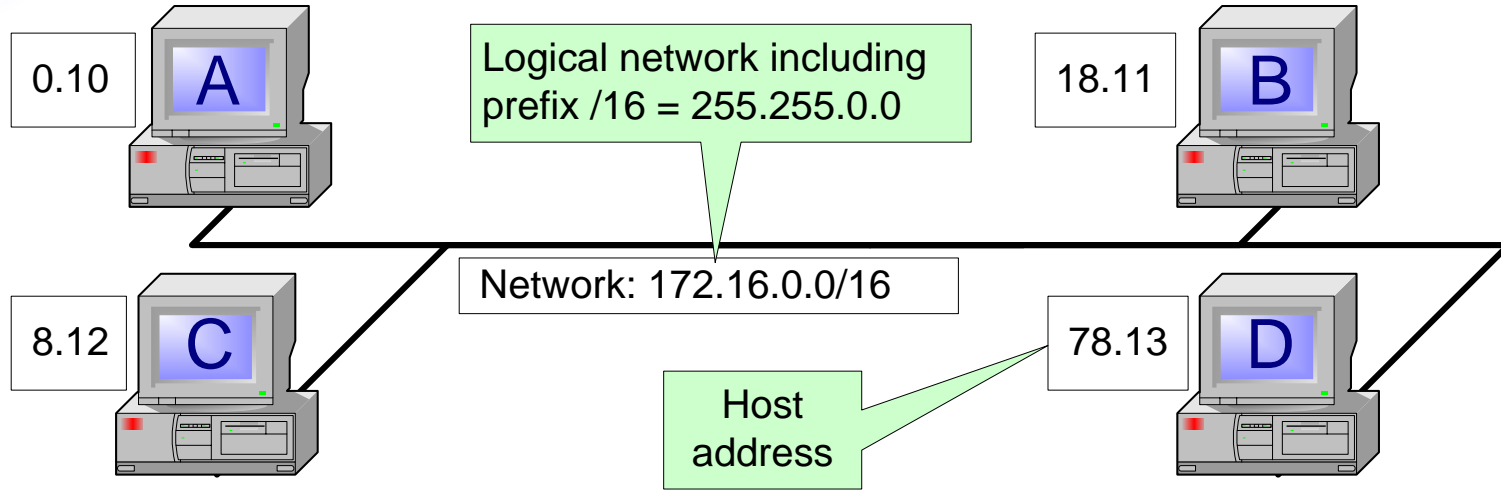 0.10
A
Logical network including
prefix /16 = 255.255.0.0
18.11
B
Network: 172.16.0.0/16
8.12
C
78.13
D
Host
address